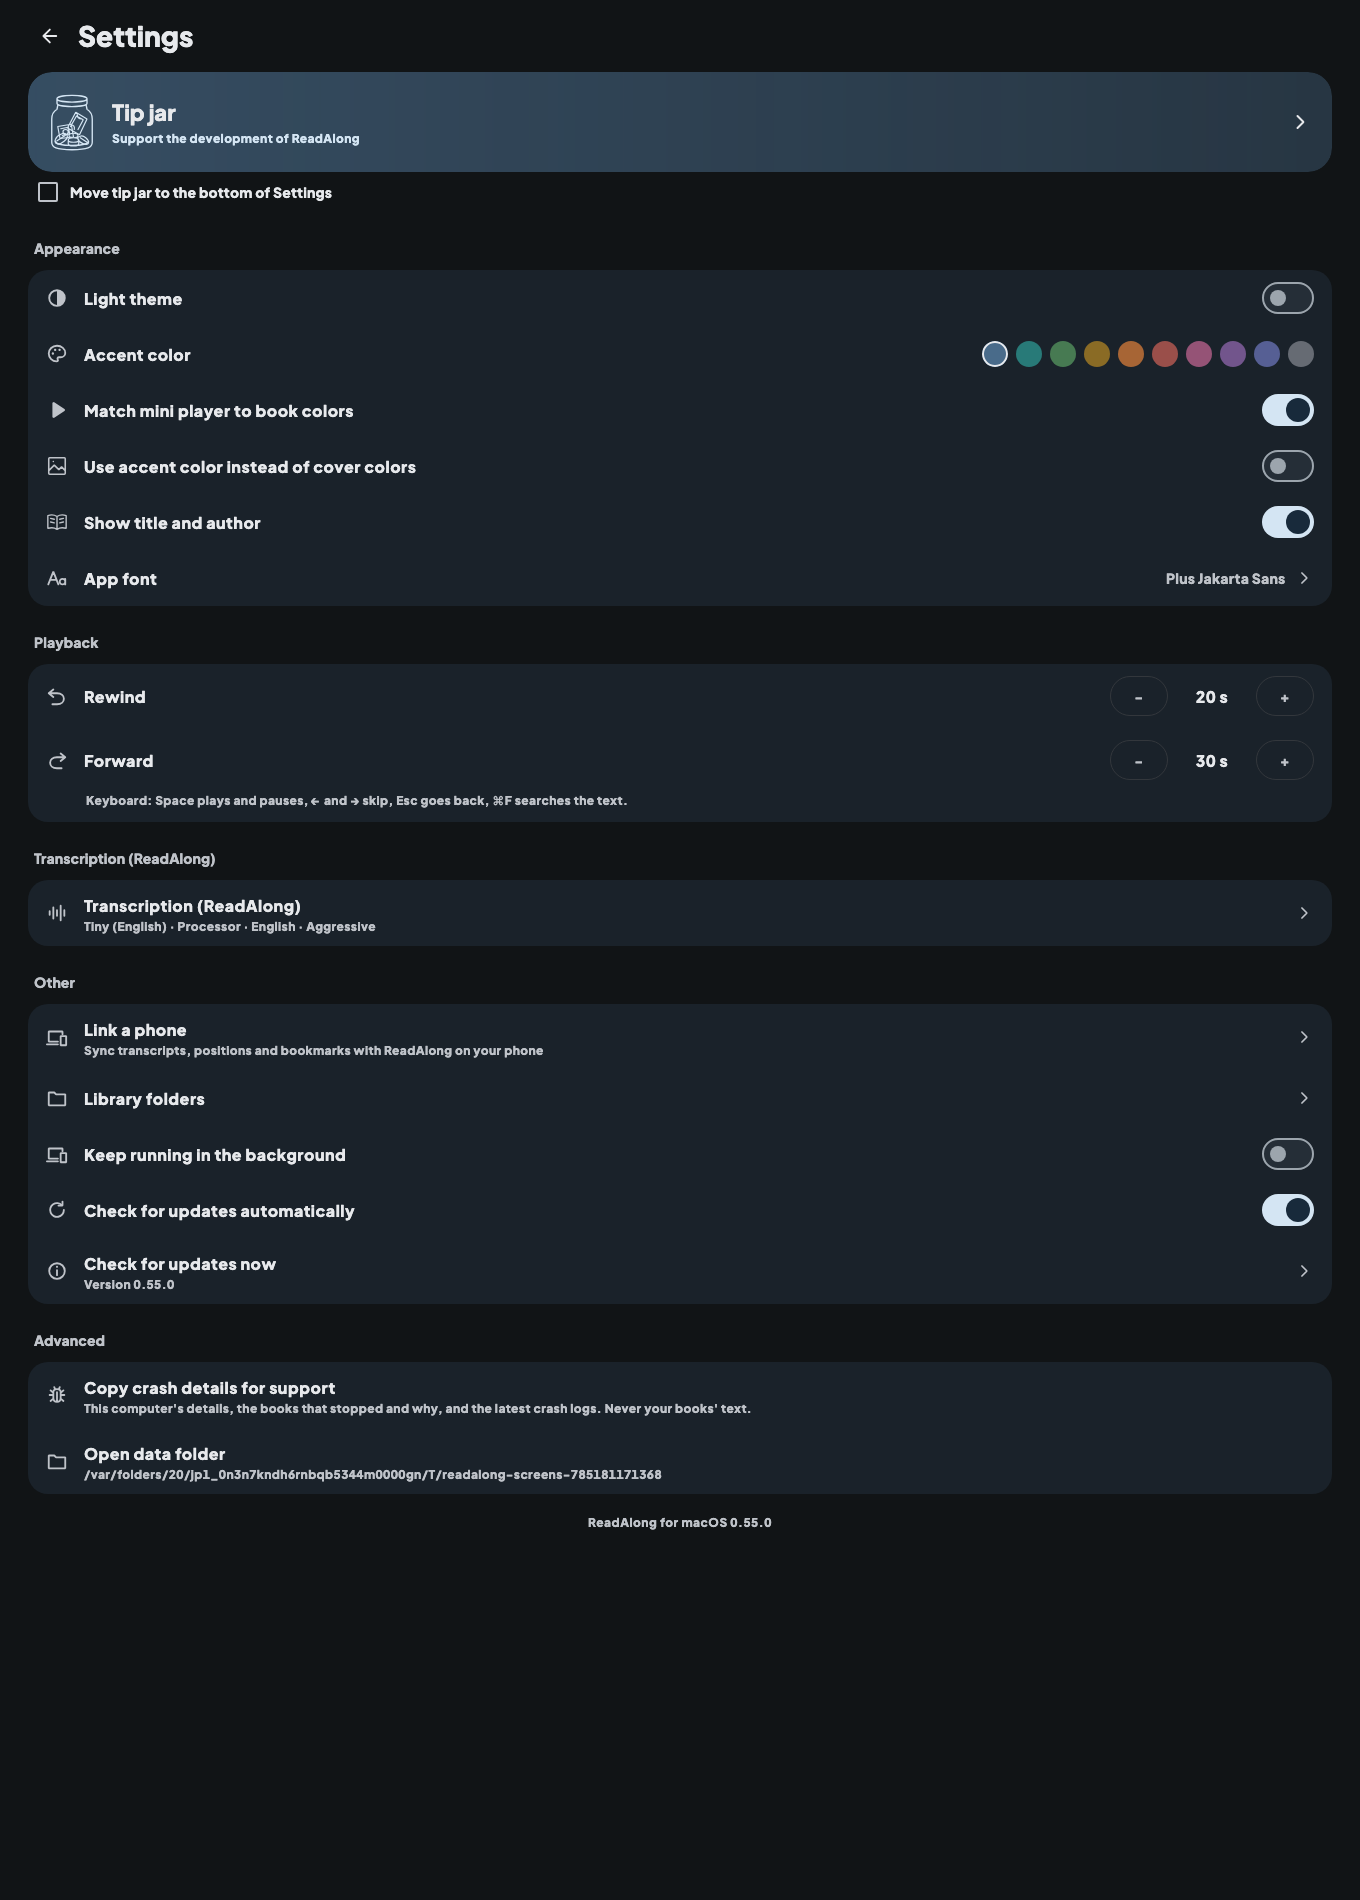 Settings
Tip jar
Support the development of ReadAlong
Move tip jar to the bottom of Settings
Appearance
Light theme
Accent color
Match mini player to book colors
Use accent color instead of cover colors
Show title and author
App font
Plus Jakarta Sans
Playback
Rewind
- 20 s +
Forward
- 30 s +
Keyboard: Space plays and pauses, ← and → skip, Esc goes back, ⌘F searches the text.
Transcription (ReadAlong)
Transcription (ReadAlong)
Tiny (English) · Processor · English · Aggressive
Other
Link a phone
Sync transcripts, positions and bookmarks with ReadAlong on your phone
Library folders
Keep running in the background
Check for updates automatically
Check for updates now
Version 0.55.0
Advanced
Copy crash details for support
This computer's details, the books that stopped and why, and the latest crash logs. Never your books' text.
Open data folder
/var/folders/20/jp1_0n3n7kndh6rnbqb5344m0000gn/T/readalong-screens-785181171368
ReadAlong for macOS 0.55.0